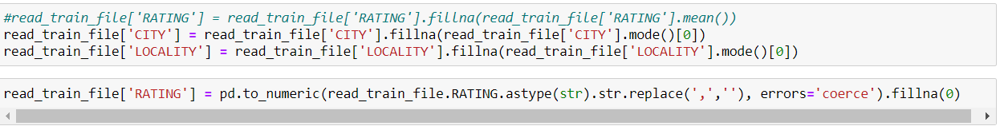 #read_train_file['RATING'] = read_train_file['RATING'].fillna(read_train_file['RATING'].mean())
read_train_file['CITY'] = read_train_file['CITY'].fillna(read_train_file['CITY'].mode()[0])
read_train_file['LOCALITY'] = read_train_file['LOCALITY'].fillna(read_train_file['LOCALITY'].mode()[0])
read_train_file['RATING'] = pd.to_numeric(read_train_file.RATING.astype(str).str.replace(',',''), errors='coerce').fillna(0)